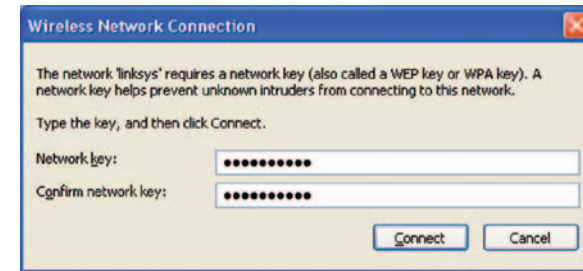 Wireless Network Connection
The network 'linksys' requires a network key (also called a WEP key or WPA key). A
network key helps prevent unknown intruders from connecting to this network.
Type the key, and then click Connect.
Network key: ●●●●●●●●●●
Confirm network key: ●●●●●●●●●●
Connect Cancel